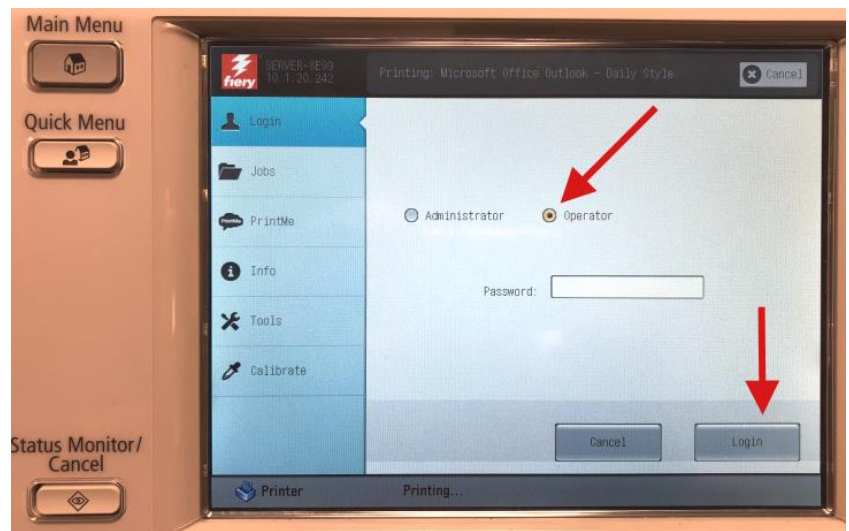 Main Menu
Quick Menu
Status Monitor/
Cancel
fiery
SERVER-8E99
10.1.20.242
Printing: Microsoft Office Outlook - Daily Style
Cancel
Login
Jobs
PrintMe
Info
Tools
Calibrate
Administrator
Operator
Password:
Cancel
Login
Printer
Printing...